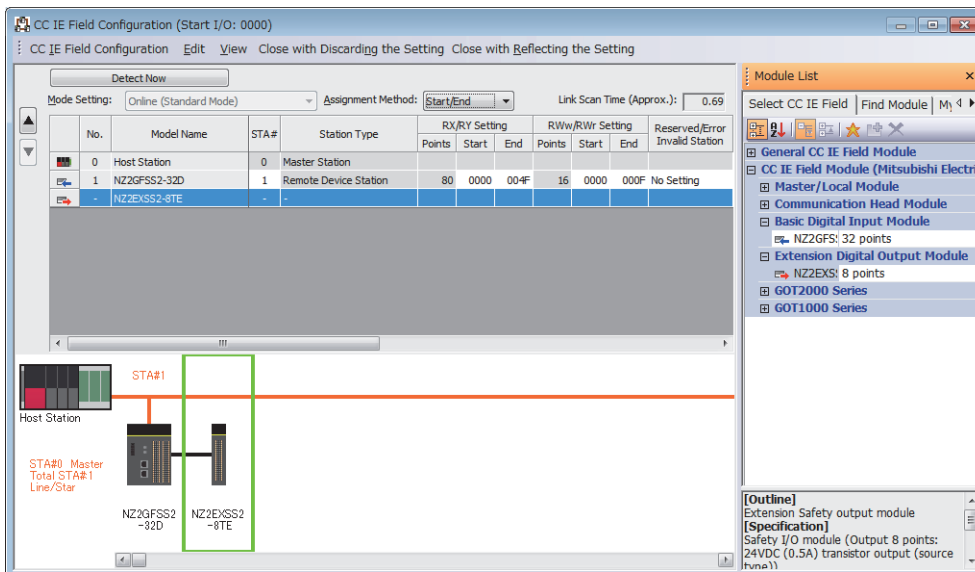 CC IE Field Configuration (Start I/O: 0000)
CC IE Field Configuration Edit View Close with Discarding the Setting Close with Reflecting the Setting
Detect Now
Mode Setting: Online (Standard Mode) Assignment Method: Start/End Link Scan Time (Approx.): 0.69
No. Model Name STA# Station Type RX/RY Setting RWw/RWr Setting Reserved/Error Invalid Station
Points Start End Points Start End
0 Host Station 0 Master Station
1 NZ2GFSS2-32D 1 Remote Device Station 80 0000 004F 16 0000 000F No Setting
- NZ2EXSS2-8TE - -
STA#1
Host Station
STA#0 Master
Total STA#1
Line/Star
NZ2GFSS2
-32D
NZ2EXSS2
-8TE
Module List
Select CC IE Field Find Module My
General CC IE Field Module
CC IE Field Module (Mitsubishi Electri
Master/Local Module
Communication Head Module
Basic Digital Input Module
NZ2GFS: 32 points
Extension Digital Output Module
NZ2EXS: 8 points
GOT2000 Series
GOT1000 Series
[Outline]
Extension Safety output module
[Specification]
Safety I/O module (Output 8 points:
24VDC (0.5A) transistor output (source
type))